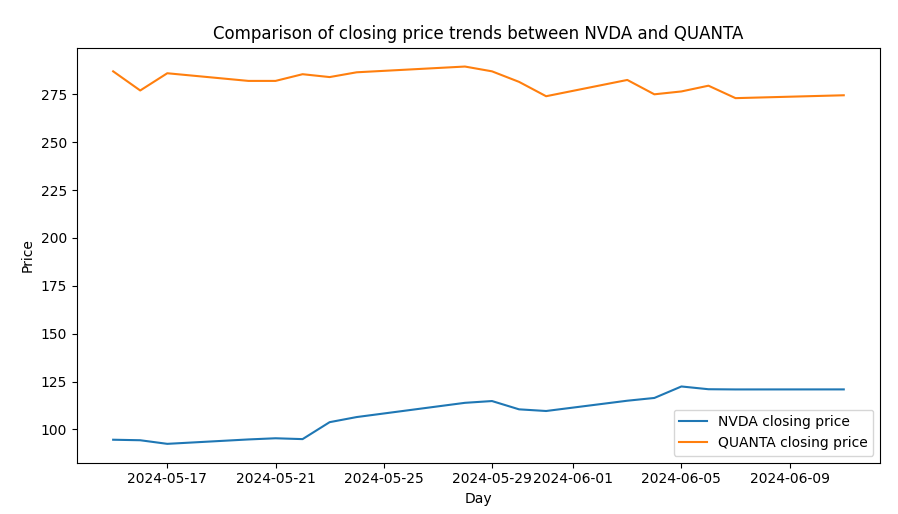 Comparison of closing price trends between NVDA and QUANTA
275
250
225
200
175
150
125
100
Price
NVDA closing price
QUANTA closing price
2024-05-17 2024-05-21 2024-05-25 2024-05-29 2024-06-01 2024-06-05 2024-06-09
Day